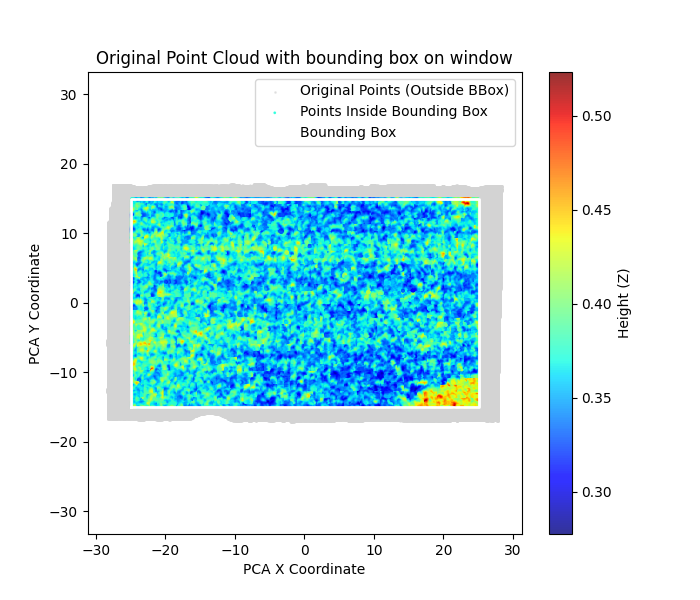 Original Point Cloud with bounding box on window
Original Points (Outside BBox)
Points Inside Bounding Box
Bounding Box
30
20
10
0
−10
−20
−30
PCA Y Coordinate
−30
−20
−10
0
10
20
30
PCA X Coordinate
0.50
0.45
0.40
0.35
0.30
Height (Z)